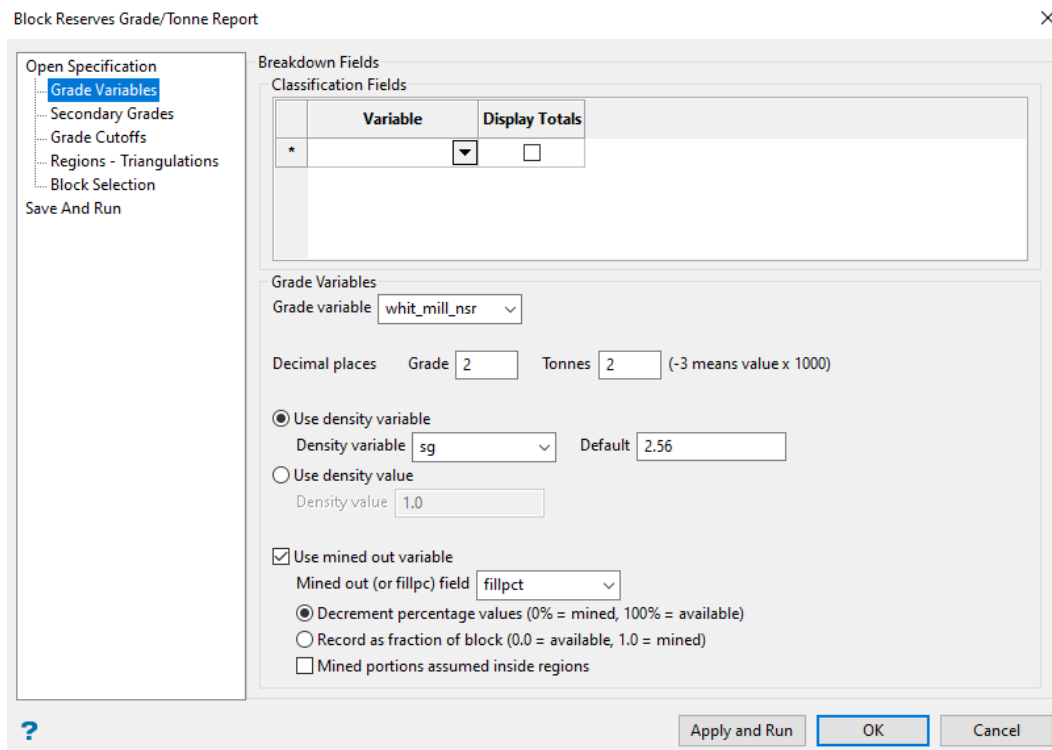 Block Reserves Grade/Tonne Report
Open Specification
Grade Variables
Secondary Grades
Grade Cutoffs
Regions - Triangulations
Block Selection
Save And Run
Breakdown Fields
Classification Fields
Variable Display Totals
*
Grade Variables
Grade variable whit_mill_nsr
Decimal places Grade 2 Tonnes 2 (-3 means value x 1000)
Use density variable
Density variable sg Default 2.56
Use density value
Density value 1.0
Use mined out variable
Mined out (or fillpc) field fillpct
Decrement percentage values (0% = mined, 100% = available)
Record as fraction of block (0.0 = available, 1.0 = mined)
Mined portions assumed inside regions
? Apply and Run OK Cancel